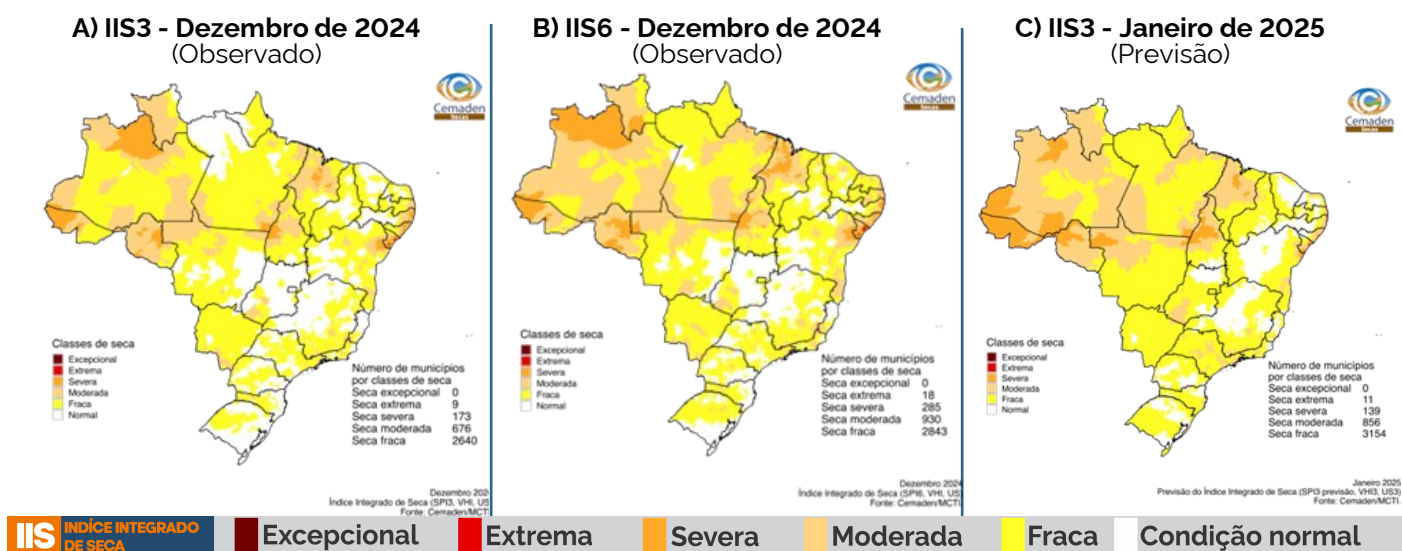 A) IIS3 - Dezembro de 2024
(Observado)
Cemaden
Secas
Classes de seca
Excepcional
Extrema
Severa
Moderada
Fraca
Normal
Número de municípios
por classes de seca
Seca excepcional 0
Seca extrema 9
Seca severa 173
Seca moderada 676
Seca fraca 2640
Dezembro 202
Índice Integrado de Seca (SPI3, VHI, US
Fonte: Cemaden/MCT
B) IIS6 - Dezembro de 2024
(Observado)
Cemaden
Secas
Classes de seca
Excepcional
Extrema
Severa
Moderada
Fraca
Normal
Número de municípios
por classes de seca
Seca excepcional 0
Seca extrema 18
Seca severa 285
Seca moderada 930
Seca fraca 2843
Dezembro 2024
Índice Integrado de Seca (SPI6, VHI, US
Fonte: Cemaden/MCTI
C) IIS3 - Janeiro de 2025
(Previsão)
Cemaden
Secas
Classes de seca
Excepcional
Extrema
Severa
Moderada
Fraca
Normal
Número de municípios
por classes de seca
Seca excepcional 0
Seca extrema 11
Seca severa 139
Seca moderada 856
Seca fraca 3154
Janeiro 2025
Previsão do Índice Integrado de Seca (SPI3 previsão, VHI3, US3)
Fonte: Cemaden/MCTI.
IIS INDÍCE INTEGRADO
DE SECA
Excepcional
Extrema
Severa
Moderada
Fraca
Condição normal